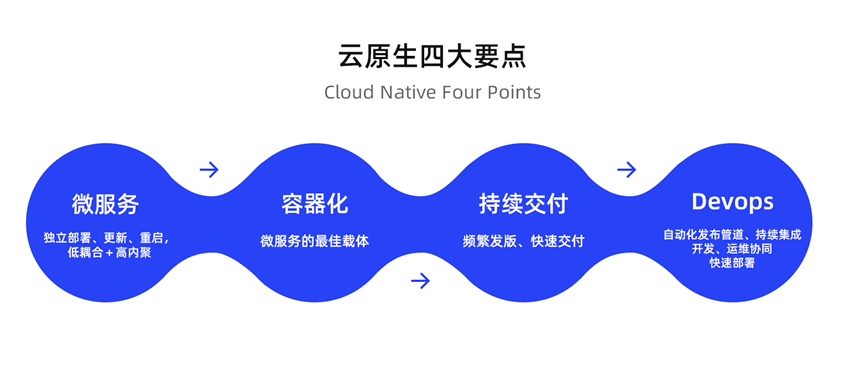 云原生四大要点
Cloud Native Four Points
微服务
独立部署、更新、重启,
低耦合+高内聚
容器化
微服务的最佳载体
持续交付
频繁发版、快速交付
Devops
自动化发布管道、持续集成
开发、运维协同
快速部署